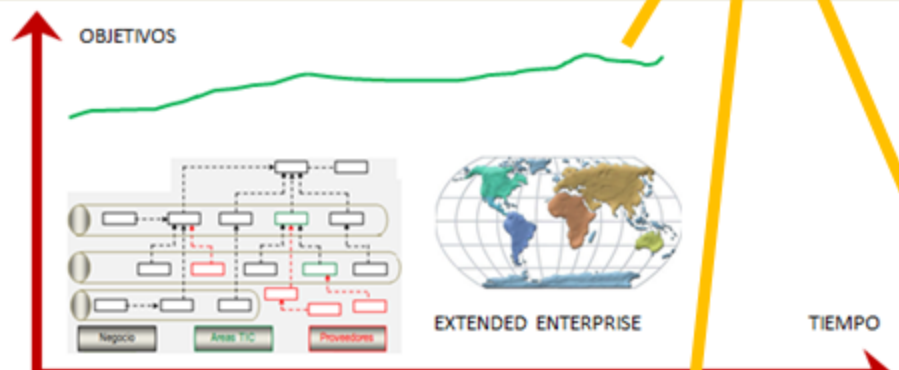 OBJETIVOS
Negocio
Areas TIC
Proveedores
EXTENDED ENTERPRISE
TIEMPO